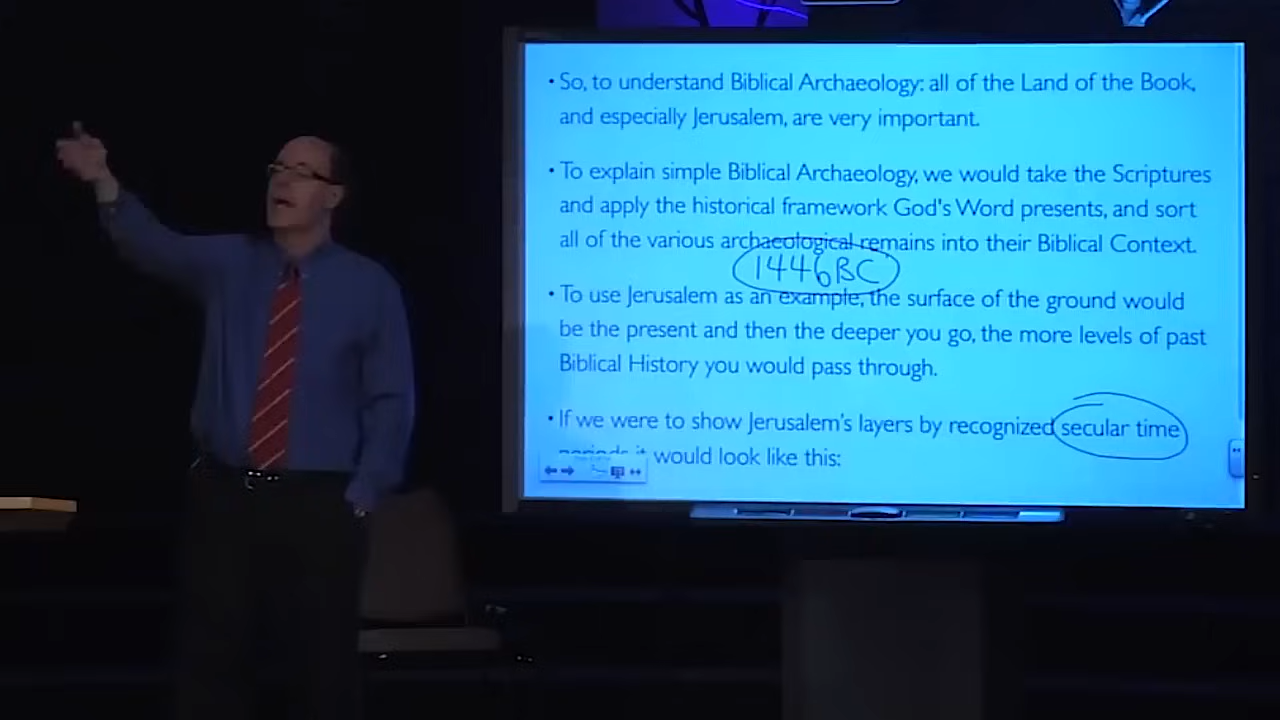 • So, to understand Biblical Archaeology: all of the Land of the Book,
and especially Jerusalem, are very important.
• To explain simple Biblical Archaeology, we would take the Scriptures
and apply the historical framework God's Word presents, and sort
all of the various archaeological remains into their Biblical Context.
1446BC
• To use Jerusalem as an example, the surface of the ground would
be the present and then the deeper you go, the more levels of past
Biblical History you would pass through.
• If we were to show Jerusalem's layers by recognized secular time
periods it would look like this: